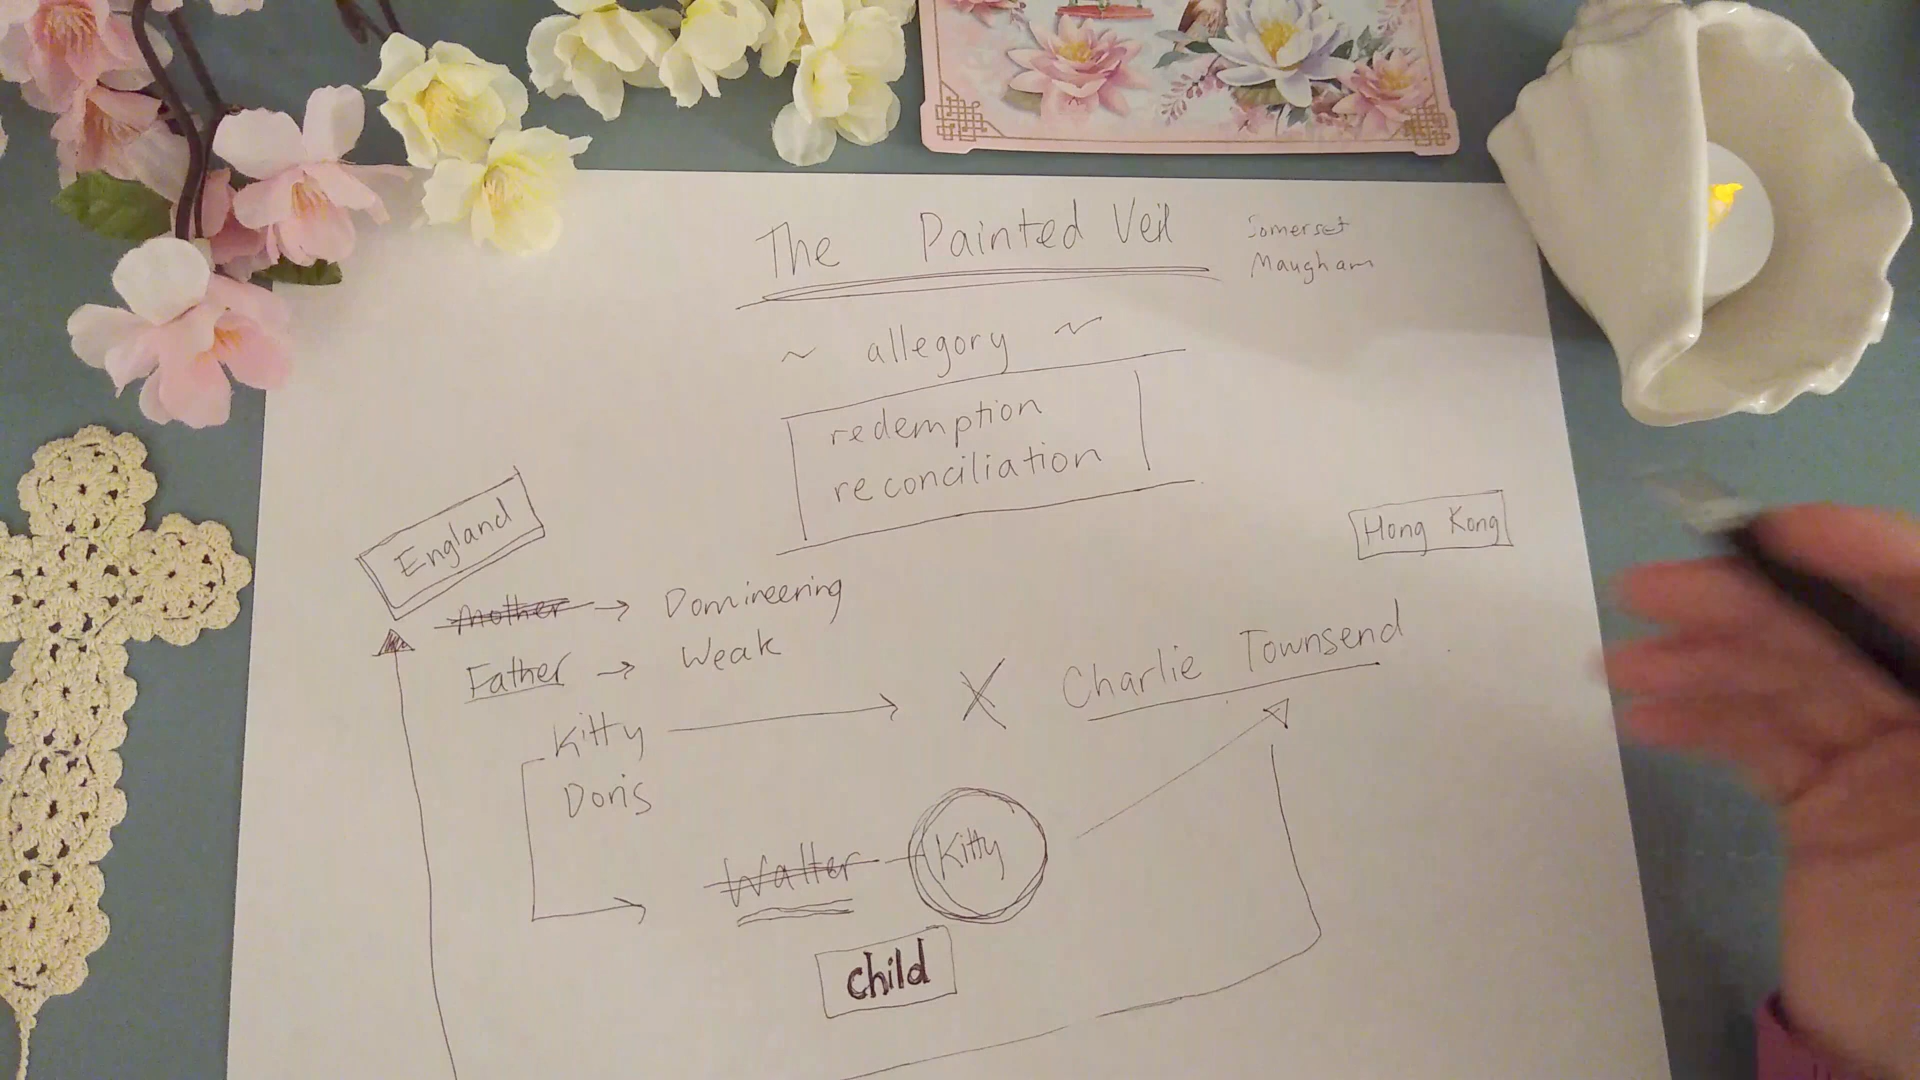 The Painted Veil
Somerset
Maugham
~ allegory ~
redemption
reconciliation
England
Hong Kong
Mother → Domineering
Father → Weak
Charlie Townsend
Kitty → X
Doris
Walter - Kitty
Child